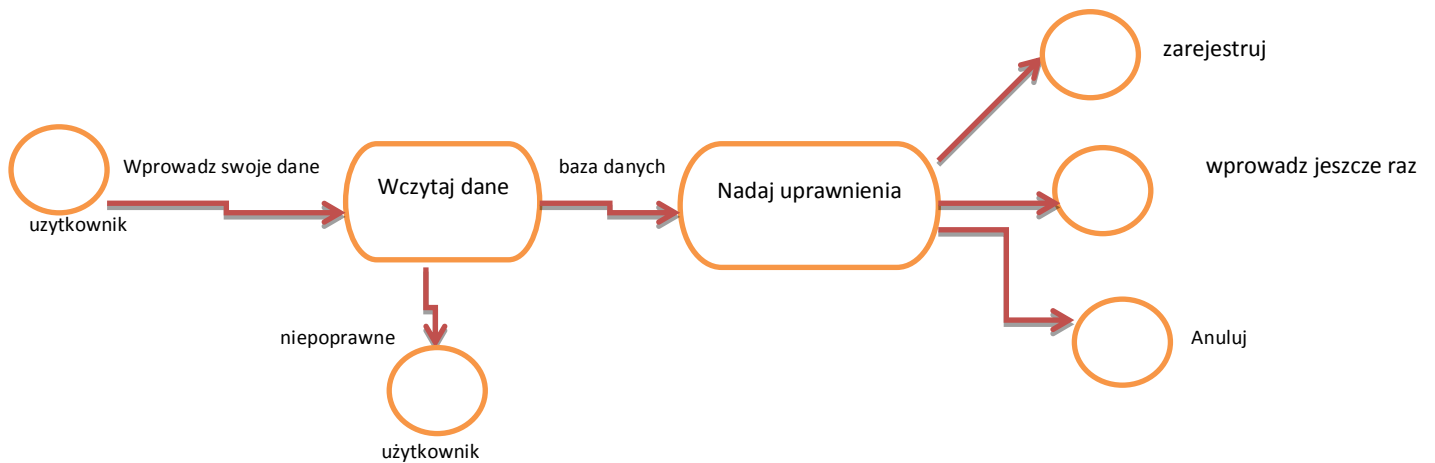 zarejestruj
Wprowadz swoje dane
Wczytaj dane
baza danych
Nadaj uprawnienia
wprowadz jeszcze raz
uzytkownik
niepoprawne
Anuluj
użytkownik